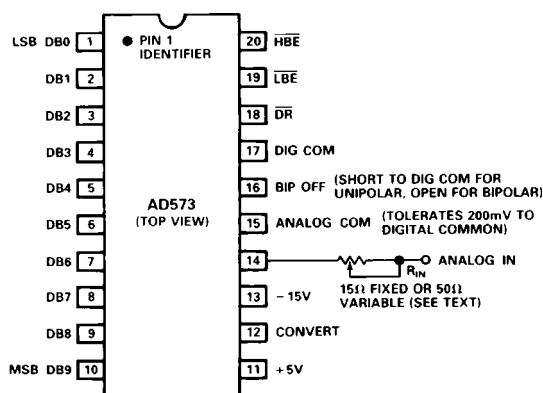 LSB DB0 1
PIN 1
IDENTIFIER
20 HBE
DB1 2
19 LBE
DB2 3
18 DR
DB3 4
17 DIG COM
DB4 5
16 BIP OFF (SHORT TO DIG COM FOR
UNIPOLAR, OPEN FOR BIPOLAR)
AD573
(TOP VIEW)
DB5 6
15 ANALOG COM (TOLERATES 200mV TO
DIGITAL COMMON)
DB6 7
14
RIN
ANALOG IN
15Ω FIXED OR 50Ω
VARIABLE (SEE TEXT)
DB7 8
13 -15V
DB8 9
12 CONVERT
MSB DB9 10
11 +5V